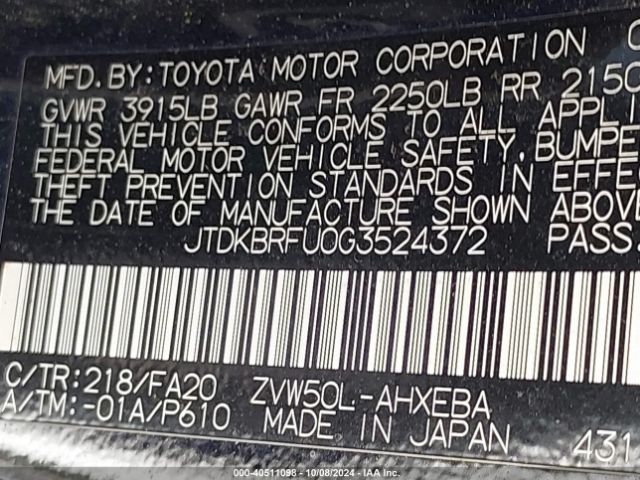 MFD. BY: TOYOTA MOTOR CORPORATION
GVWR 3915LB GAWR FR 2250LB RR 2150
THIS VEHICLE CONFORMS TO ALL APPLI
FEDERAL MOTOR VEHICLE SAFETY, BUMPE
THEFT PREVENTION STANDARDS IN EFFE
THE DATE OF MANUFACTURE SHOWN ABOV
JTDKBRFU0G3524372 PASS
C/TR:218/FA20 ZVW50L-AHXEBA
A/TM:-01A/P610 MADE IN JAPAN 431
000-40511098 - 10/08/2024 - IAA Inc.